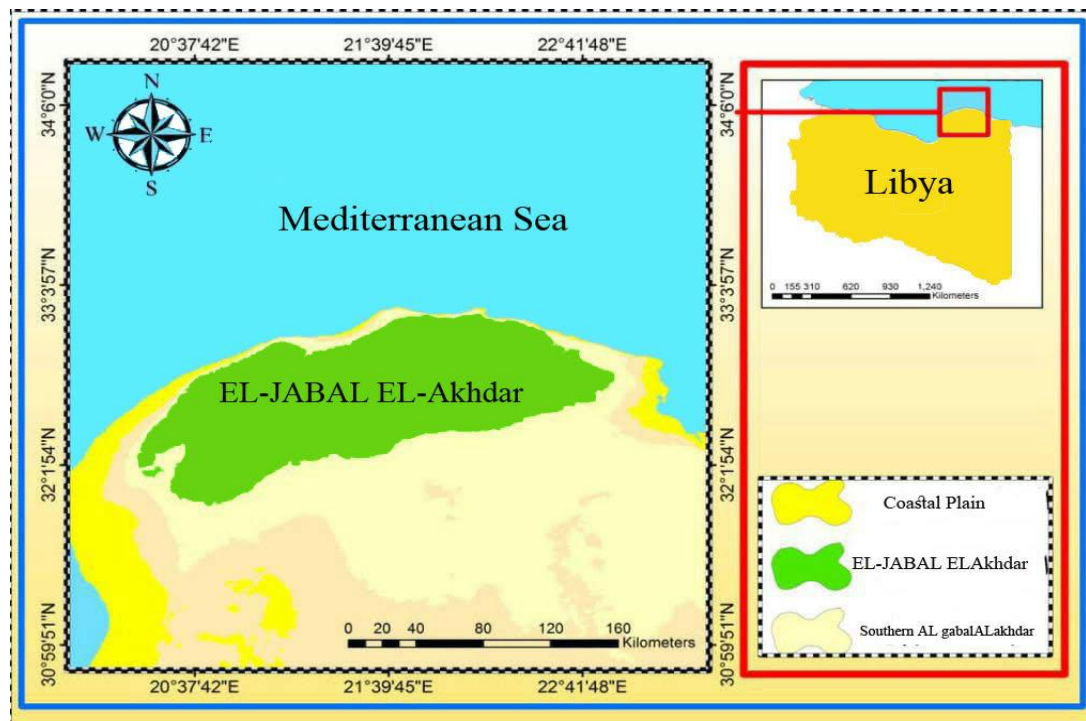 20°37'42"E 21°39'45"E 22°41'48"E
34°6'0"N
33°3'57"N
32°1'54"N
30°59'51"N
N
W E
S
Mediterranean Sea
EL-JABAL EL-Akhdar
0 20 40 80 120 160
Kilometers
20°37'42"E 21°39'45"E 22°41'48"E
34°6'0"N
33°3'57"N
32°1'54"N
30°59'51"N
Libya
0 155 310 620 930 1,240
Kilometers
Coastal Plain
EL-JABAL ELAkhdar
Southern AL gabalALakhdar